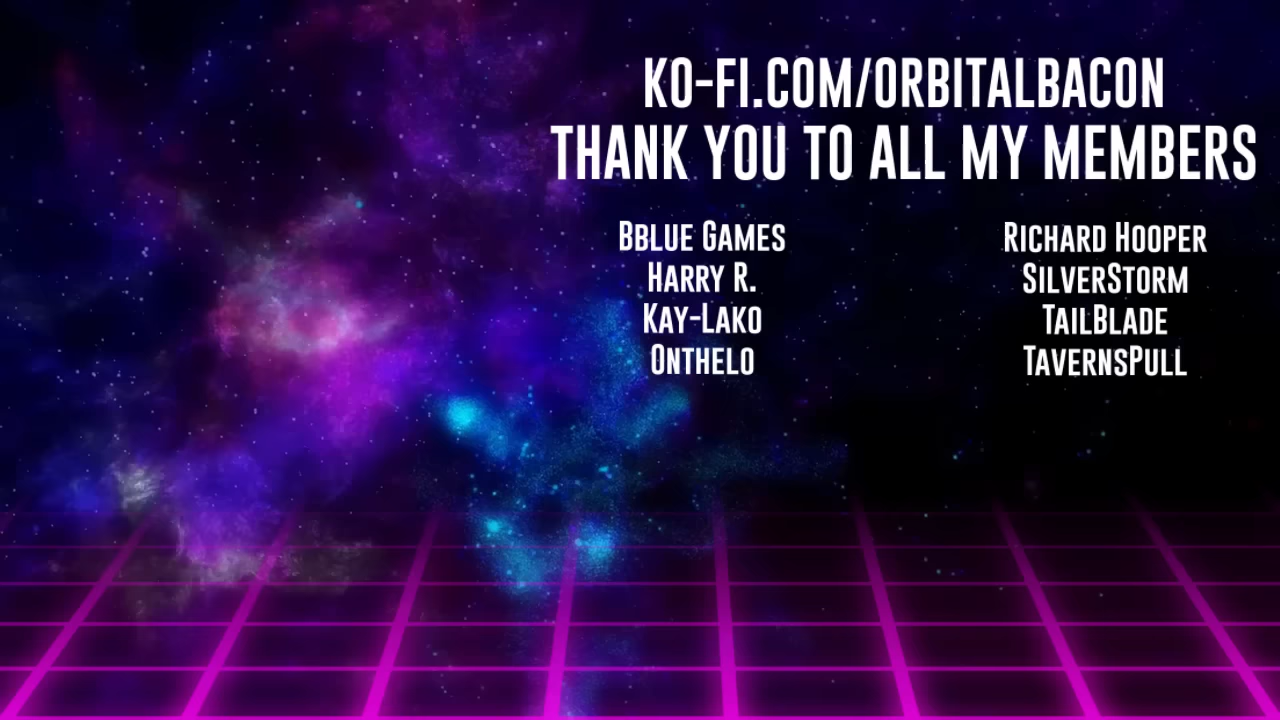 KO-FI.COM/ORBITALBACON
THANK YOU TO ALL MY MEMBERS
BBLUE GAMES
HARRY R.
KAY-LAKO
ONTHELO
RICHARD HOOPER
SILVERSTORM
TAILBLADE
TAVERNSPULL